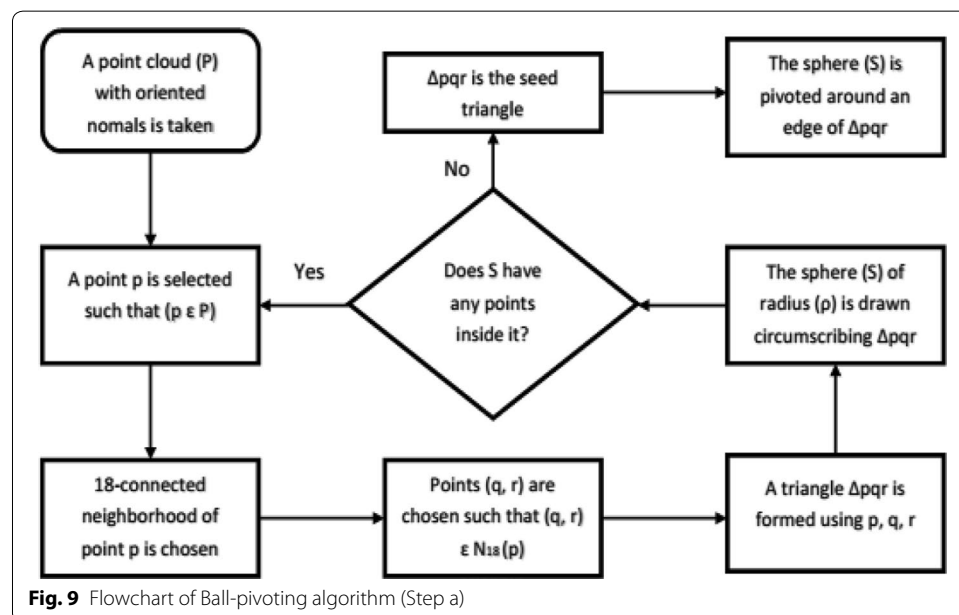 A point cloud (P)
with oriented
nomals is taken
A point p is selected
such that (p ε P)
18-connected
neighborhood of
point p is chosen
Points (q, r) are
chosen such that (q, r)
ε N₁₈(p)
A triangle Δpqr is
formed using p, q, r
The sphere (S) of
radius (ρ) is drawn
circumscribing Δpqr
Does S have
any points
inside it?
Yes
No
Δpqr is the seed
triangle
The sphere (S) is
pivoted around an
edge of Δpqr
Fig. 9 Flowchart of Ball-pivoting algorithm (Step a)